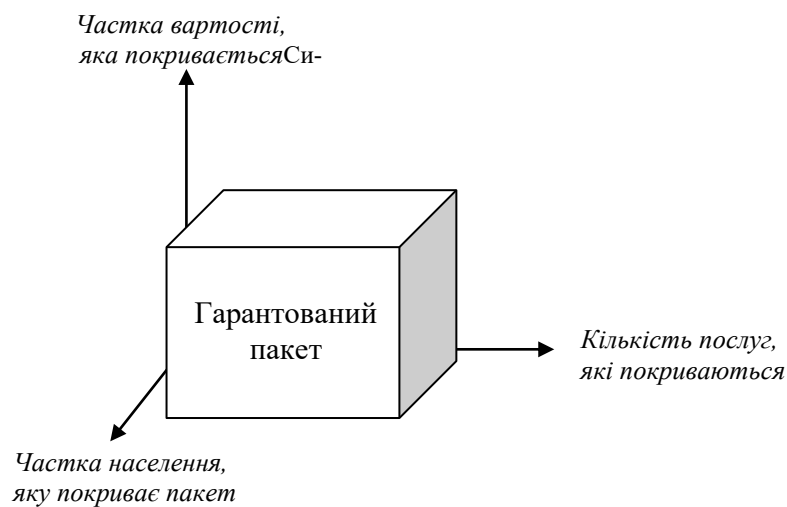 Частка вартості,
яка покриваєтьсяСи-
Гарантований
пакет
Кількість послуг,
які покриваються
Частка населення,
яку покриває пакет